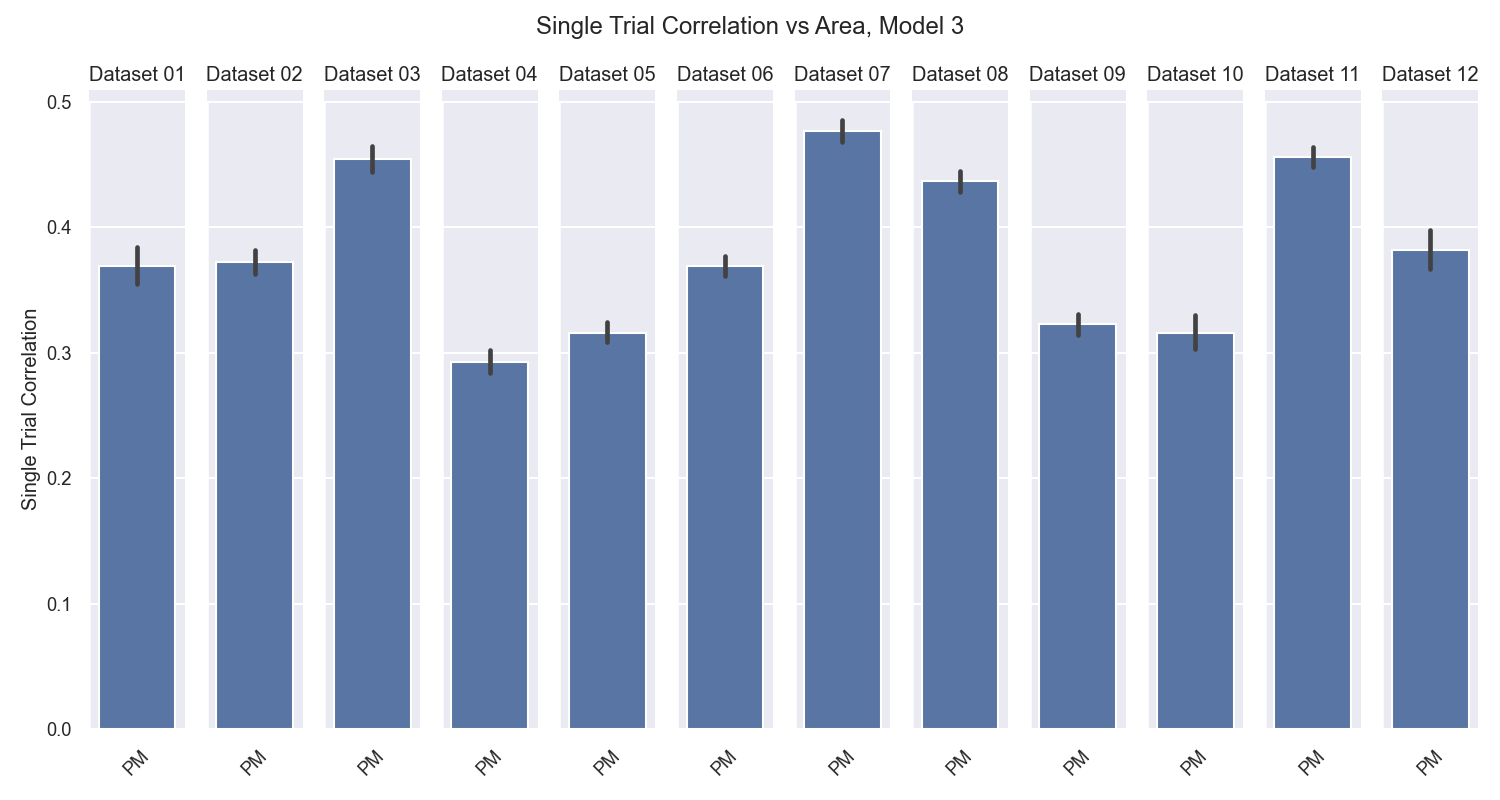 Single Trial Correlation vs Area, Model 3
Dataset 01 Dataset 02 Dataset 03 Dataset 04 Dataset 05 Dataset 06 Dataset 07 Dataset 08 Dataset 09 Dataset 10 Dataset 11 Dataset 12
0.5
0.4
0.3
0.2
0.1
0.0
Single Trial Correlation
PM PM PM PM PM PM PM PM PM PM PM PM